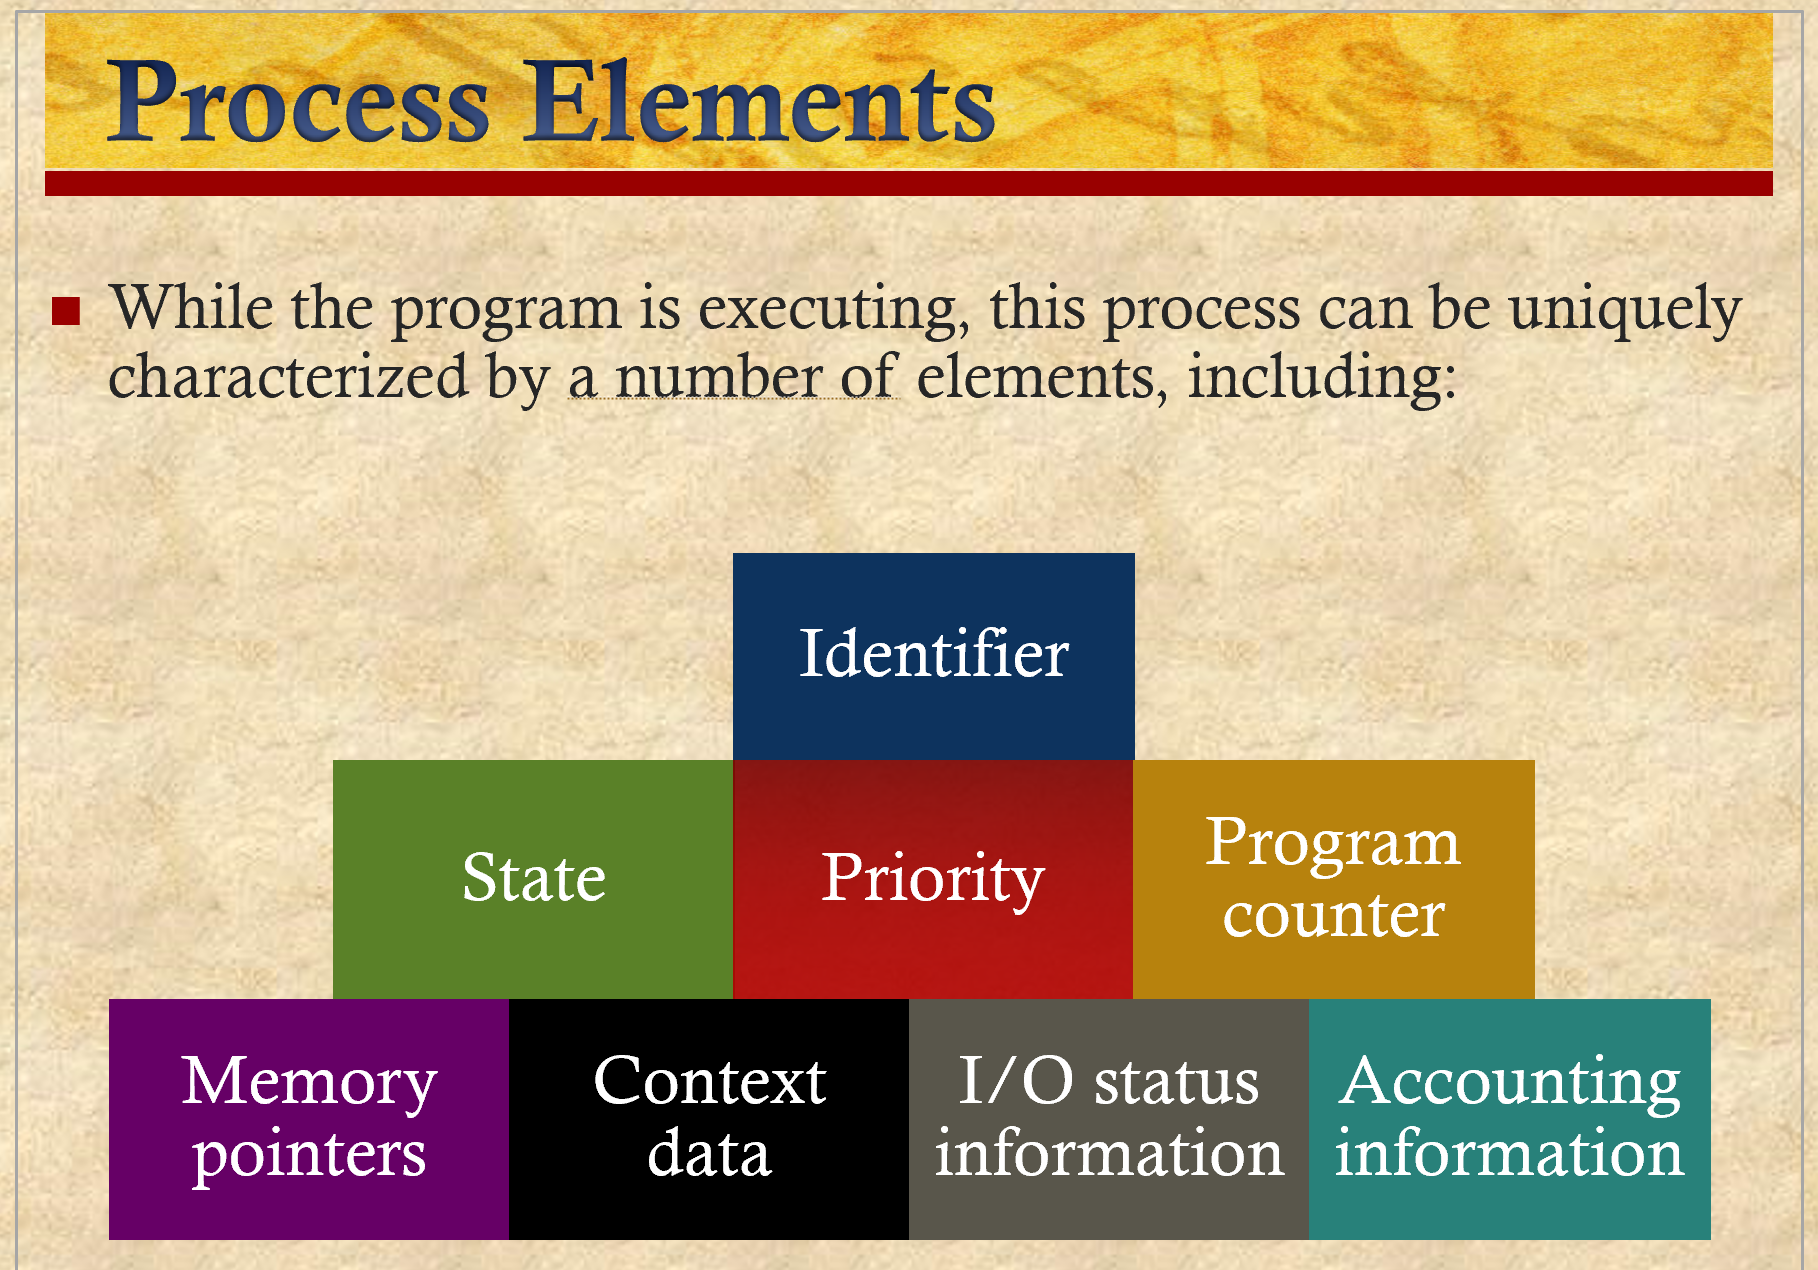 Process Elements
While the program is executing, this process can be uniquely
characterized by a number of elements, including:
Identifier
State
Priority
Program
counter
Memory
pointers
Context
data
I/O status
information
Accounting
information